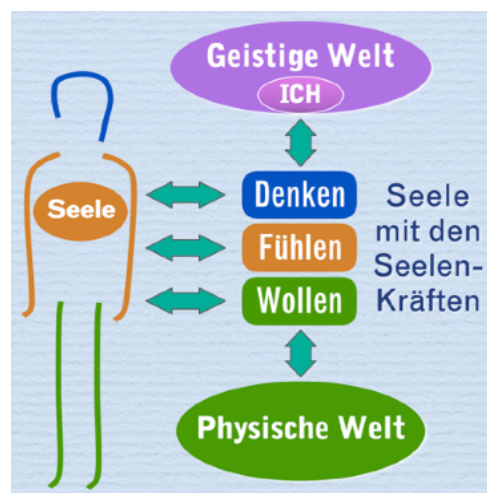 Geistige Welt
ICH
Seele
Denken
Fühlen
Wollen
Seele
mit den
Seelen-
Kräften
Physische Welt